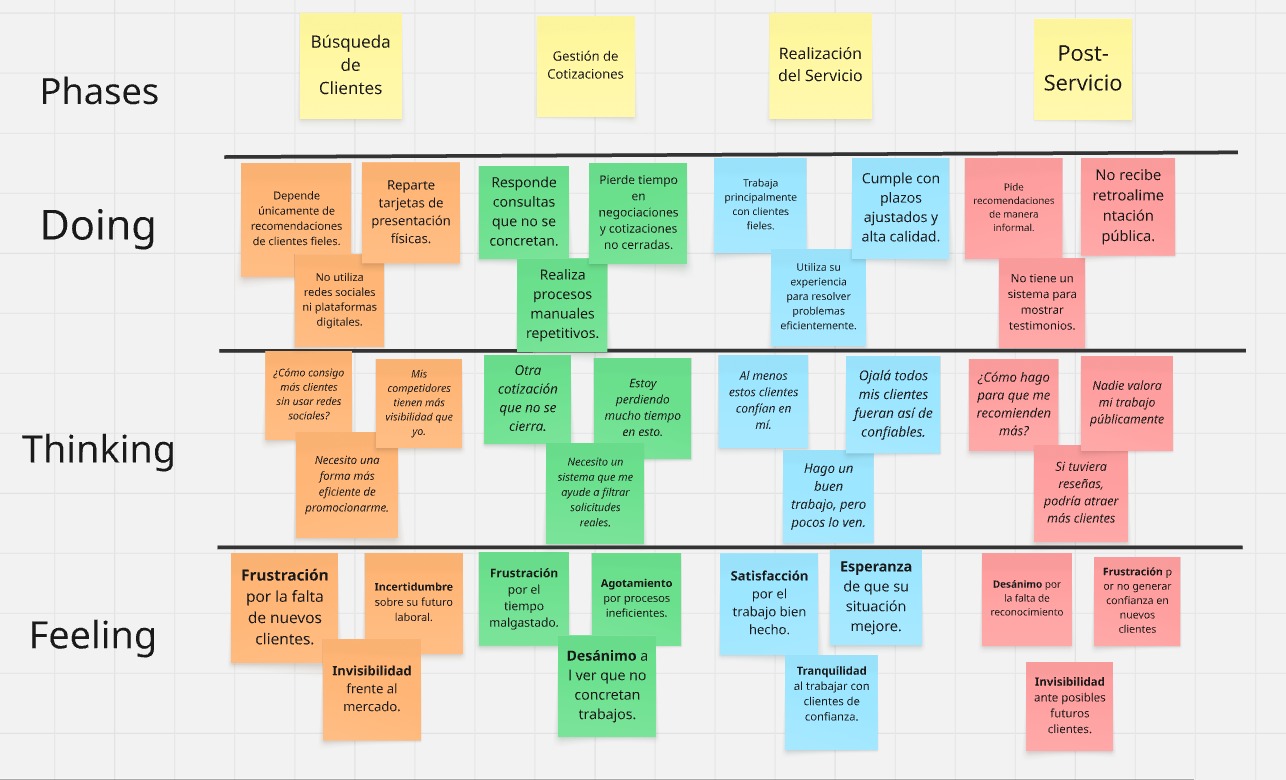 Phases
Búsqueda
de
Clientes
Gestión de
Cotizaciones
Realización
del Servicio
Post-
Servicio
Doing
Depende
únicamente de
recomendaciones
de clientes fieles.
Reparte
tarjetas de
presentación
físicas.
No utiliza
redes sociales
ni plataformas
digitales.
Responde
consultas
que no se
concretan.
Pierde tiempo
en
negociaciones
y cotizaciones
no cerradas.
Realiza
procesos
manuales
repetitivos.
Trabaja
principalmente
con clientes
fieles.
Cumple con
plazos
ajustados y
alta calidad.
Utiliza su
experiencia
para resolver
problemas
eficientemente.
Pide
recomendaciones
de manera
informal.
No recibe
retroalime
ntación
pública.
No tiene un
sistema para
mostrar
testimonios.
Thinking
¿Cómo consigo
más clientes
sin usar redes
sociales?
Mis
competidores
tienen más
visibilidad que
yo.
Necesito una
forma más
eficiente de
promocionarme.
Otra
cotización
que no se
cierra.
Estoy
perdiendo
mucho tiempo
en esto.
Necesito un
sistema que me
ayude a filtrar
solicitudes
reales.
Al menos
estos clientes
confían en
mí.
Ojalá todos
mis clientes
fueran así de
confiables.
Hago un
buen
trabajo, pero
pocos lo ven.
¿Cómo hago
para que me
recomienden
más?
Nadie valora
mi trabajo
públicamente
Si tuviera
reseñas,
podría atraer
más clientes
Feeling
Frustración
por la falta
de nuevos
clientes.
Incertidumbre
sobre su futuro
laboral.
Invisibilidad
frente al
mercado.
Frustración
por el
tiempo
malgastado.
Agotamiento
por procesos
ineficientes.
Desánimo a
l ver que no
concretan
trabajos.
Satisfacción
por el
trabajo bien
hecho.
Esperanza
de que su
situación
mejore.
Tranquilidad
al trabajar con
clientes de
confianza.
Desánimo por
la falta de
reconocimiento
Frustración p
or no generar
confianza en
nuevos
clientes
Invisibilidad
ante posibles
futuros
clientes.